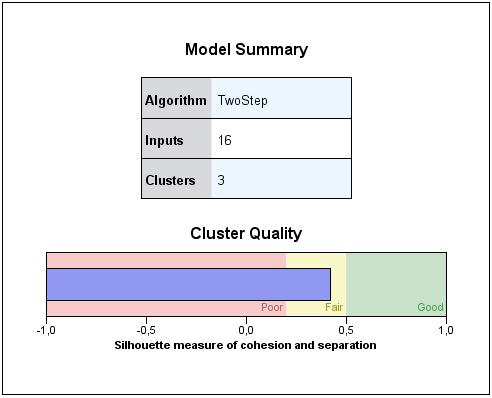 Model Summary
Algorithm TwoStep
Inputs 16
Clusters 3
Cluster Quality
Poor Fair Good
-1,0 -0,5 0,0 0,5 1,0
Silhouette measure of cohesion and separation